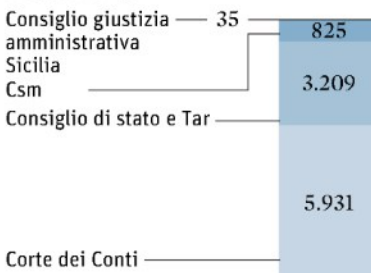 Consiglio giustizia 35
amministrativa
Sicilia
Csm
Consiglio di stato e Tar
Corte dei Conti
825
3.209
5.931